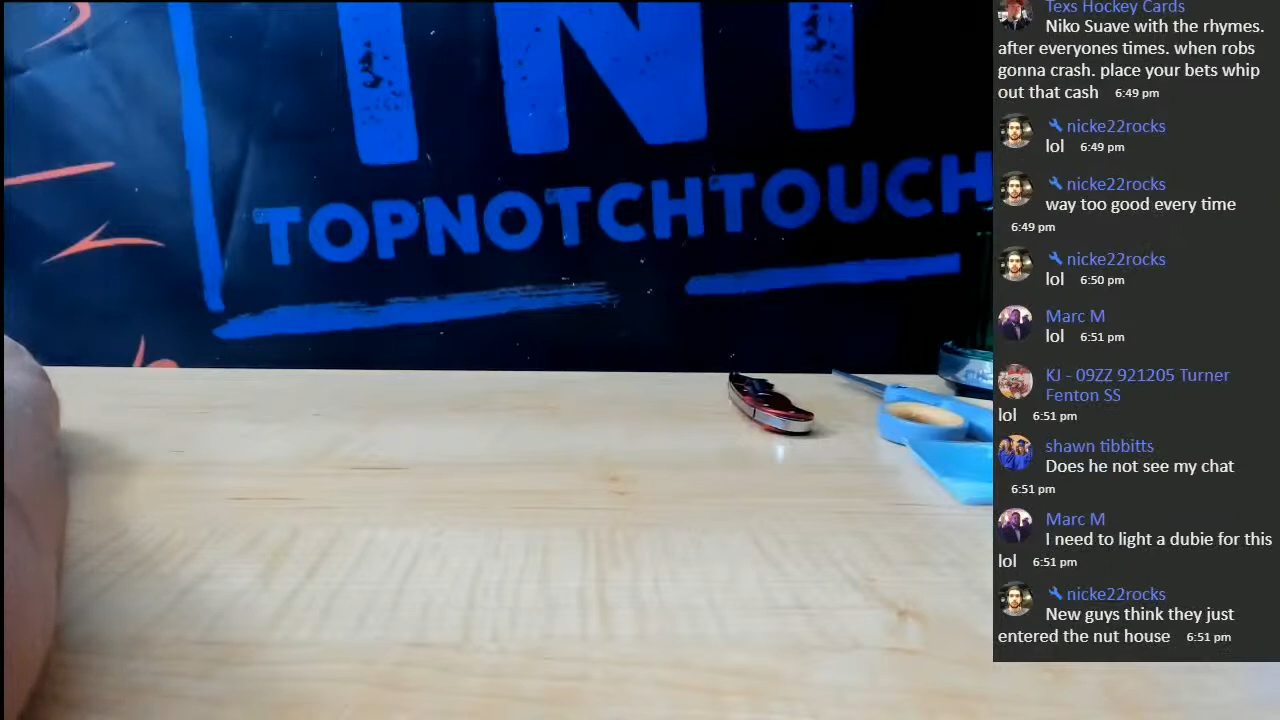 TNT
TOPNOTCHTOUCH
Texs Hockey Cards
Niko Suave with the rhymes.
after everyones times. when robs
gonna crash. place your bets whip
out that cash 6:49 pm
nicke22rocks
lol 6:49 pm
nicke22rocks
way too good every time
6:49 pm
nicke22rocks
lol 6:50 pm
Marc M
lol 6:51 pm
KJ - 09ZZ 921205 Turner
Fenton SS
lol 6:51 pm
shawn tibbitts
Does he not see my chat
6:51 pm
Marc M
I need to light a dubie for this
lol 6:51 pm
nicke22rocks
New guys think they just
entered the nut house 6:51 pm